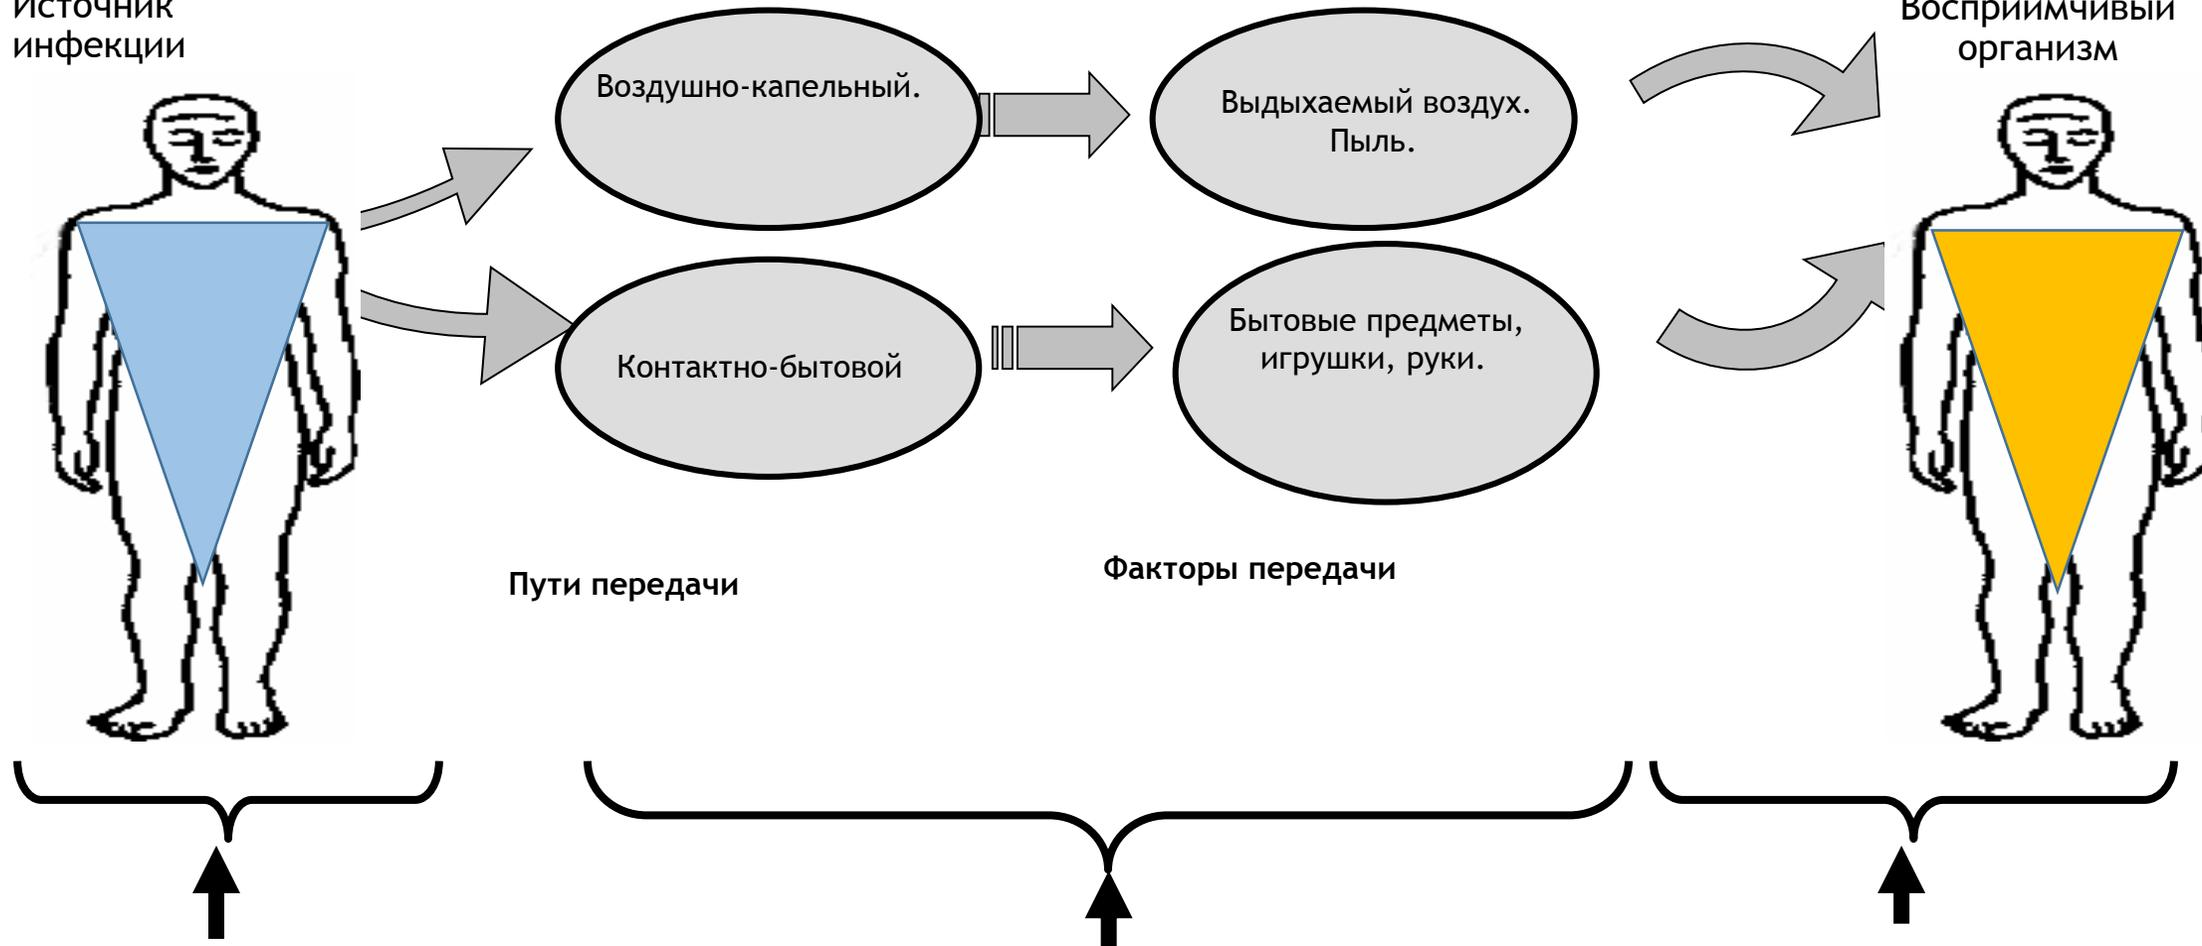 Источник
инфекции
Воздушно-капельный.
Выдыхаемый воздух.
Пыль.
Восприимчивый
организм
Контактно-бытовой
Бытовые предметы,
игрушки, руки.
Пути передачи
Факторы передачи